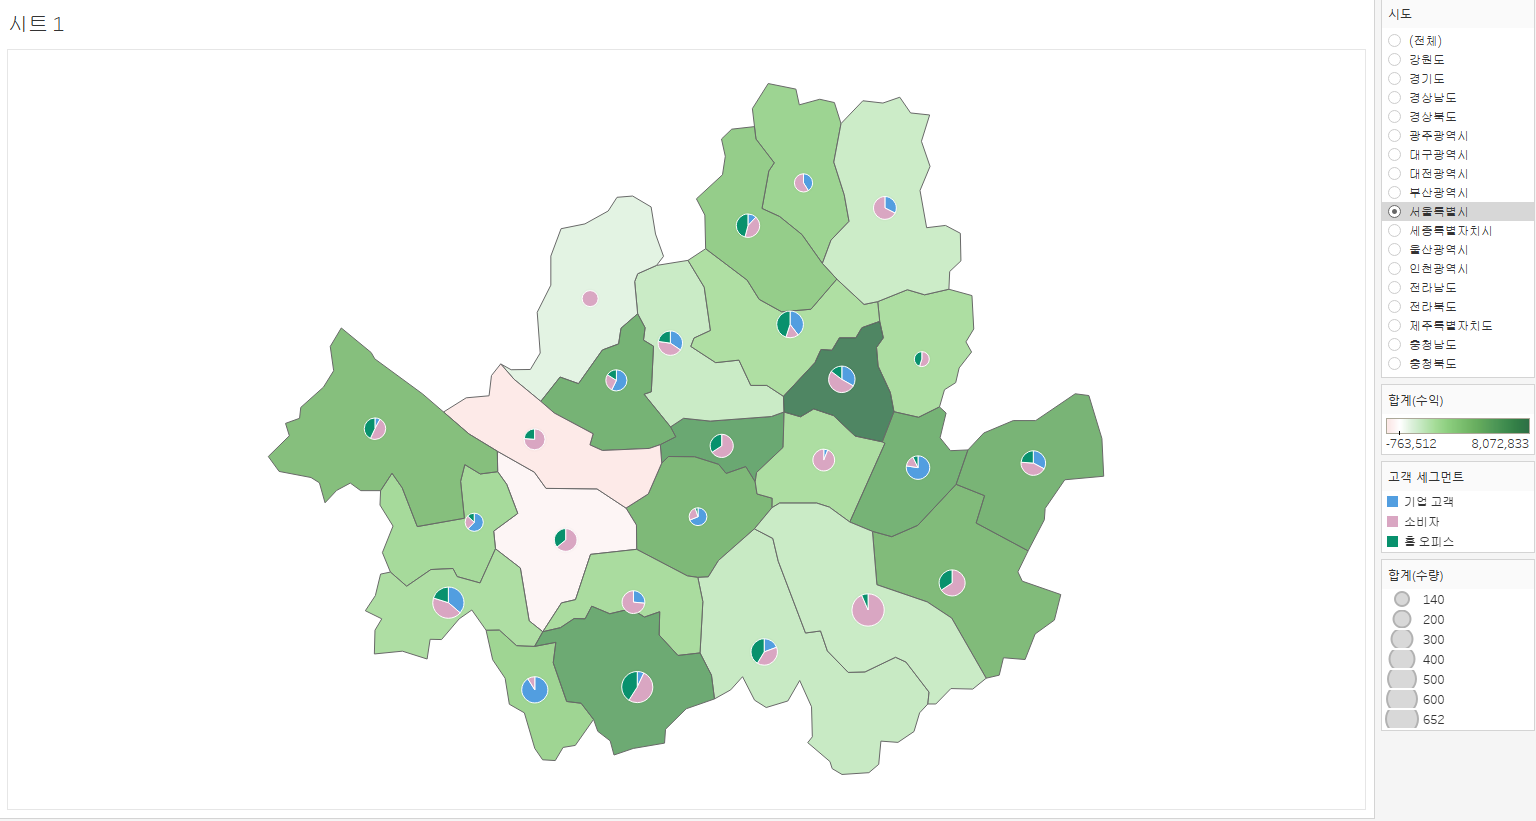 시트 1
시도
(전체)
강원도
경기도
경상남도
경상북도
광주광역시
대구광역시
대전광역시
부산광역시
서울특별시
세종특별자치시
울산광역시
인천광역시
전라남도
전라북도
제주특별자치도
충청남도
충청북도
합계(수익)
-763,512 8,072,833
고객 세그먼트
기업 고객
소비자
홈 오피스
합계(수량)
140
200
300
400
500
600
652